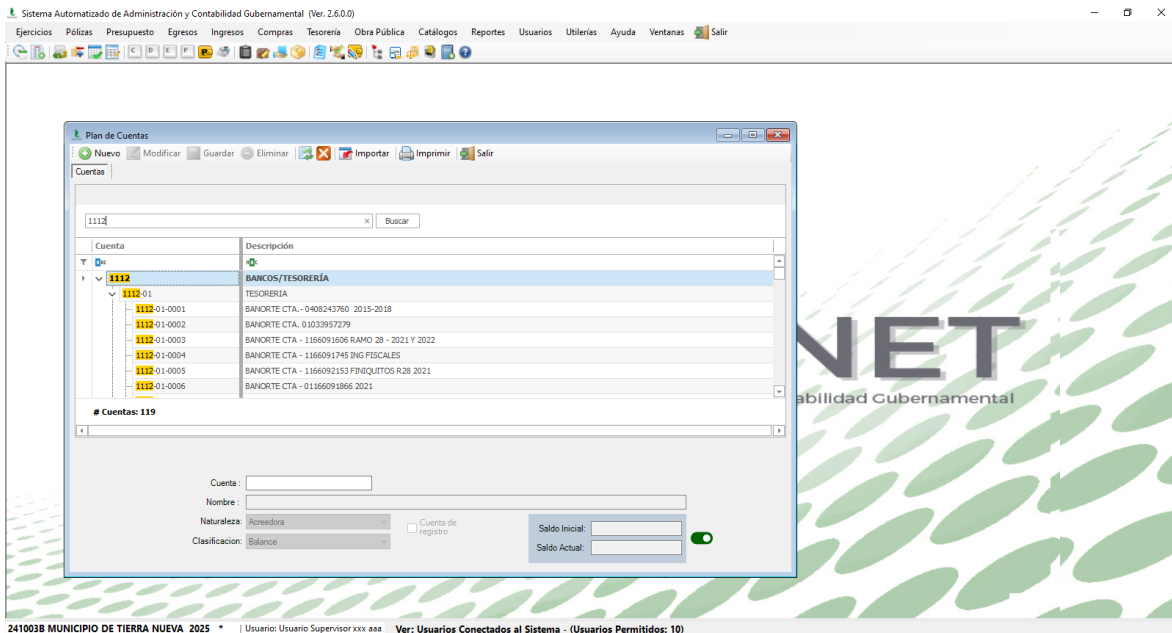 Sistema Automatizado de Administración y Contabilidad Gubernamental (Ver. 2.6.0.0)
Ejercicios Pólizas Presupuesto Egresos Ingresos Compras Tesorería Obra Pública Catálogos Reportes Usuarios Utilerías Ayuda Ventanas Salir
C D E P
Plan de Cuentas
Nuevo Modificar Guardar Eliminar Importar Imprimir Salir
Cuentas
1112 Buscar
Cuenta Descripción
1112 BANCOS/TESORERÍA
1112-01 TESORERIA
1112-01-0001 BANORTE CTA.- 0408243760 2015-2018
1112-01-0002 BANORTE CTA. 01033957279
1112-01-0003 BANORTE CTA - 1166091606 RAMO 28 - 2021 Y 2022
1112-01-0004 BANORTE CTA - 1166091745 ING FISCALES
1112-01-0005 BANORTE CTA - 1166092153 FINIQUITOS R28 2021
1112-01-0006 BANORTE CTA - 01166091866 2021
# Cuentas: 119
NET
abilidad Gubernamental
Cuenta :
Nombre :
Naturaleza: Acreedora
Cuenta de registro
Clasificacion: Balance
Saldo Inicial:
Saldo Actual:
241003B MUNICIPIO DE TIERRA NUEVA 2025 * Usuario: Usuario Supervisor xxx aaa Ver: Usuarios Conectados al Sistema - (Usuarios Permitidos: 10)